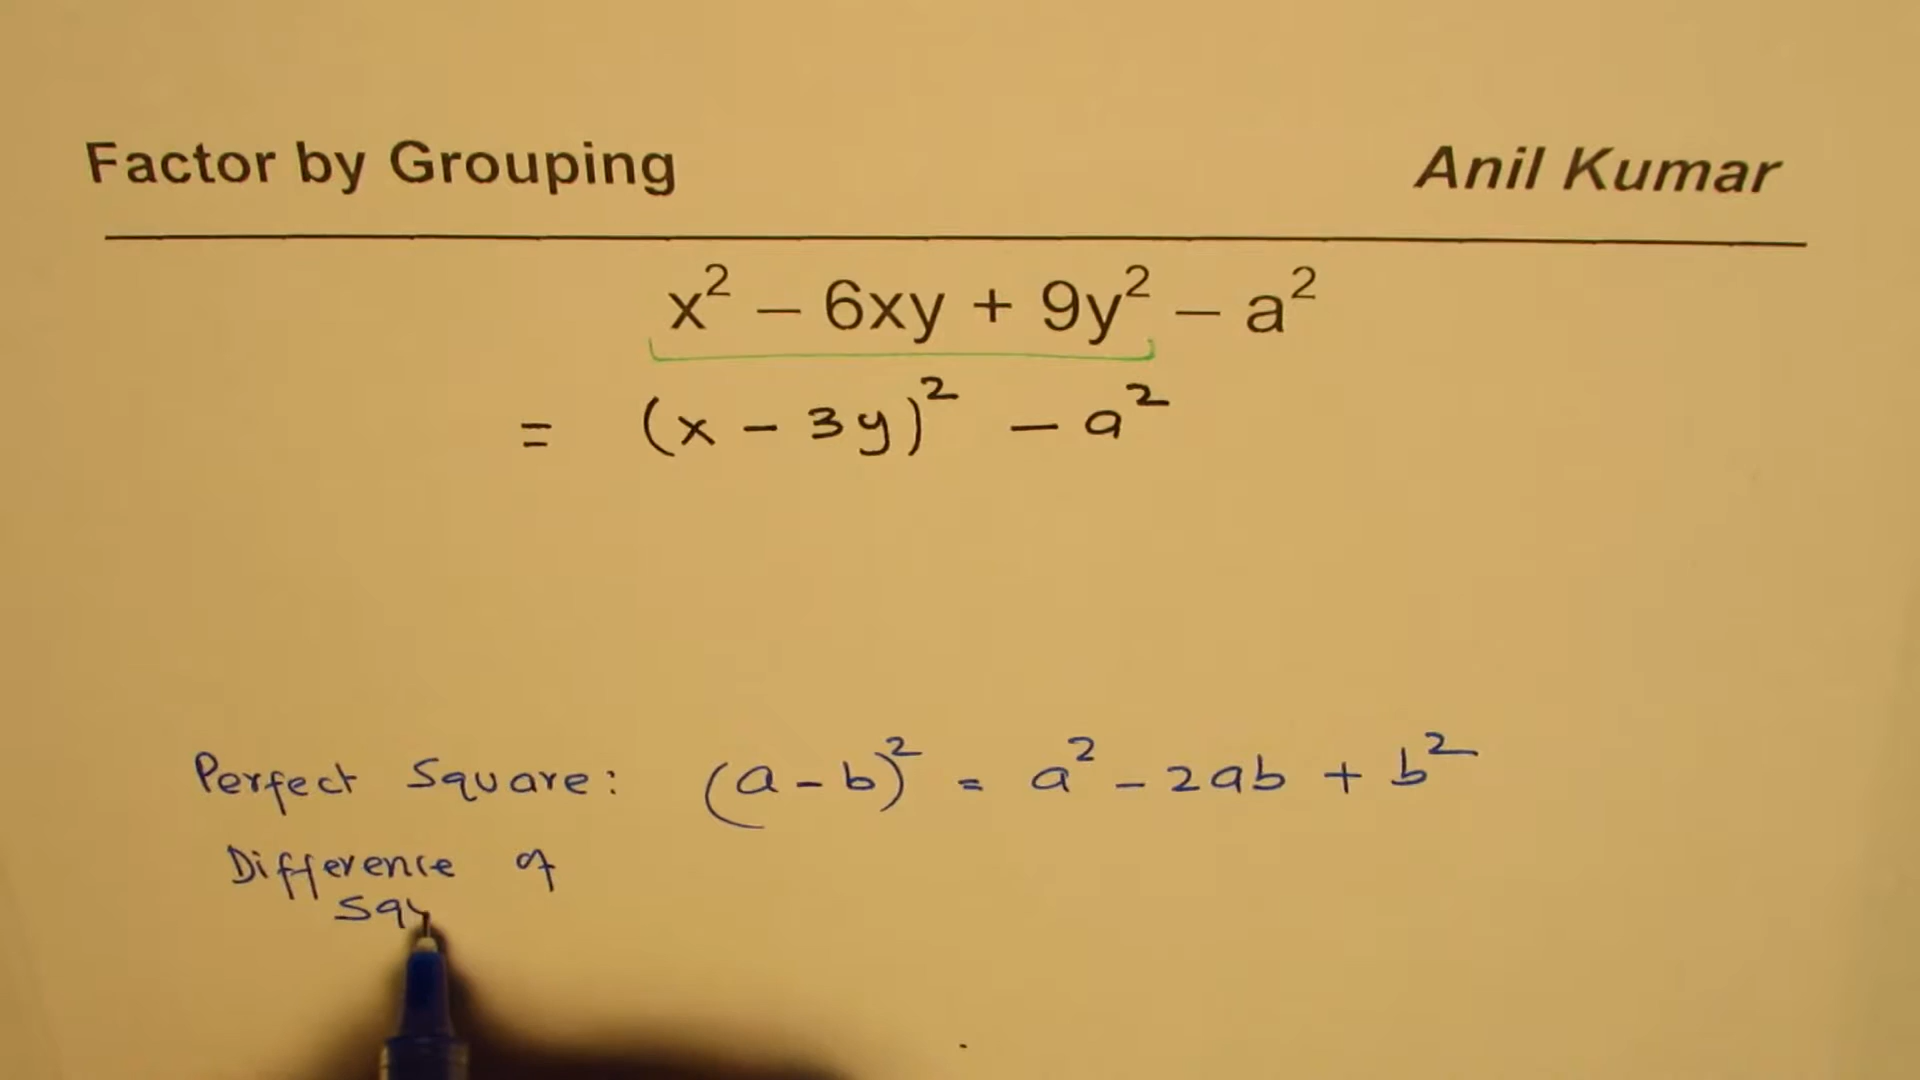 Factor by Grouping Anil Kumar
x² – 6xy + 9y² – a²
= (x - 3y)² - a²
Perfect Square: (a - b)² = a² - 2ab + b²
Difference of
squ